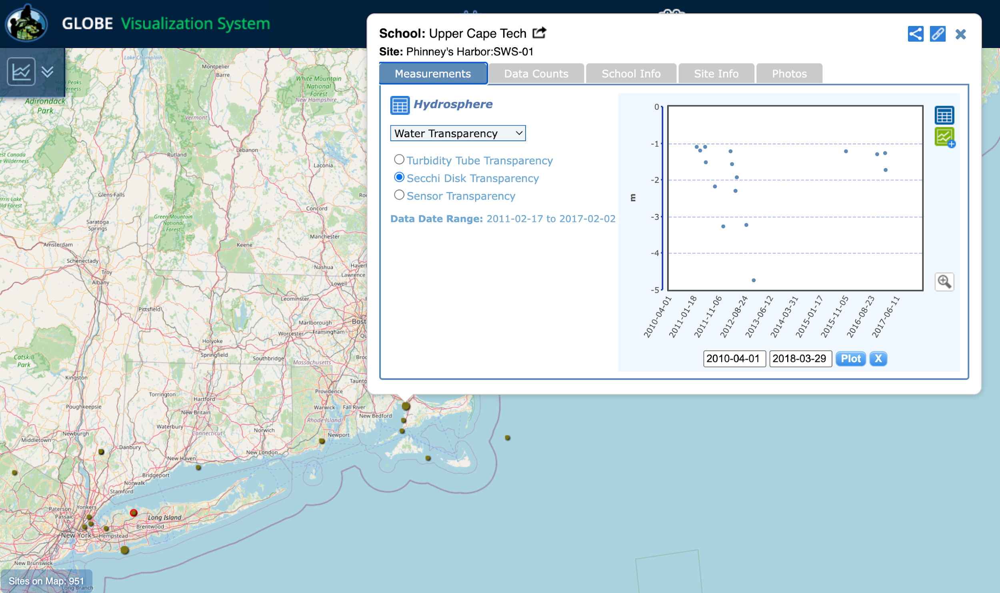 GLOBE Visualization System
School: Upper Cape Tech
Site: Phinney's Harbor:SWS-01
Measurements
Data Counts
School Info
Site Info
Photos
Hydrosphere
Water Transparency
Turbidity Tube Transparency
Secchi Disk Transparency
Sensor Transparency
Data Date Range: 2011-02-17 to 2017-02-02
0
-1
-2
-3
-4
-5
m
2010-04-01
2011-01-18
2011-11-06
2012-08-24
2013-06-12
2014-03-31
2015-01-17
2015-11-05
2016-08-23
2017-06-11
2010-04-01
2018-03-29
Plot
X
Lake Champlain
Montpelier
Barre
White Mountain
National
Forest
New Hampshire
High Peaks
Wilderness
Adirondack
Park
Vermont
est Canada
e Wilderness
Rutland
Lebanon
Laconia
Glens Falls
erris Lake
ild Forest
Concord
Green Mountain
National
Forest
Saratoga
Springs
Manchester
Amsterdam
Keene
Schenectady
Nashua
Haverl
Troy
Lawrence
Albany
Lowell
Leominster
Pittsfield
Marlborough
Bost
Worcester
Framingham
Holyoke
Springfield
Southbridge
Massachusetts
Broc
Catskill
Park
Kingston
Taunto
Providence
Torrington
Hartford
Poughkeepsie
Warwick
Fall River
New Britain
New Bedford
Rhode Island
Waterbury
Norwich
Connecticut
Newburgh
Newport
Middletown
Danbury
New London
New Haven
Bridgeport
Norwalk
Stamford
Paterson
Yonkers
Passaic
Long Island
Brentwood
New York
Hempstead
New Brunswick
Sites on Map: 951
Long Branch